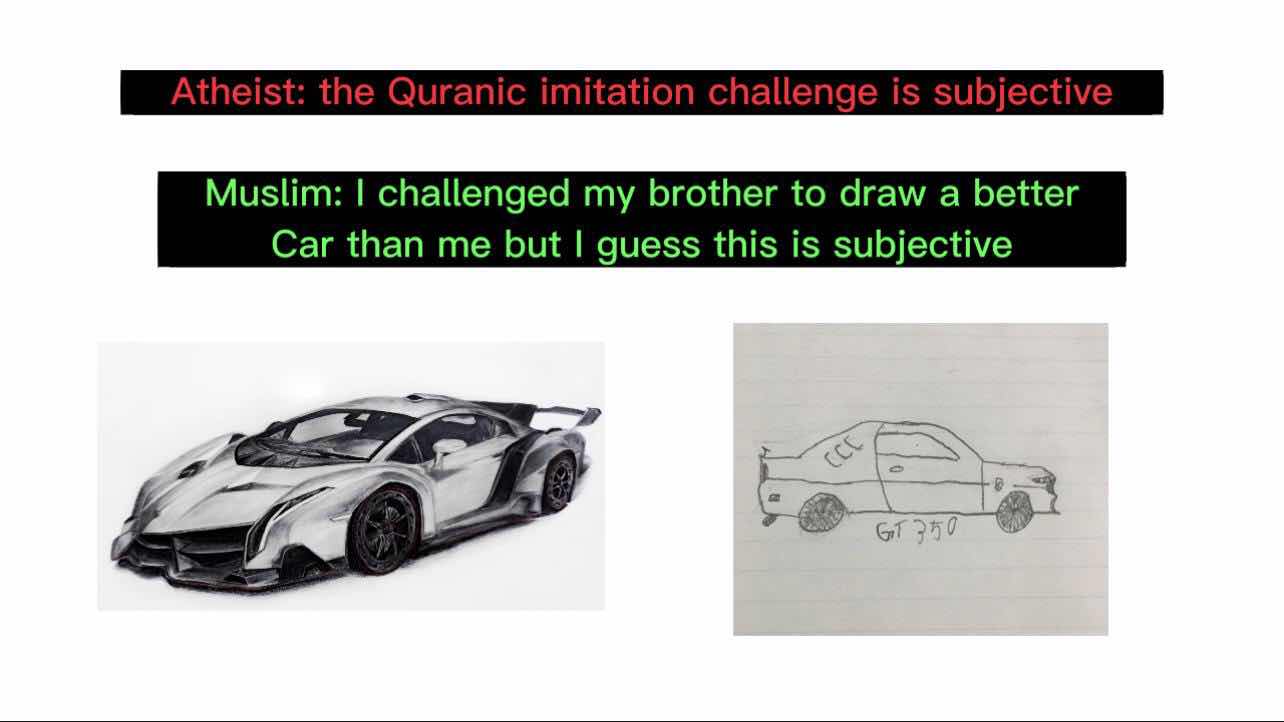 Atheist: the Quranic imitation challenge is subjective
Muslim: I challenged my brother to draw a better
Car than me but I guess this is subjective
GT 350